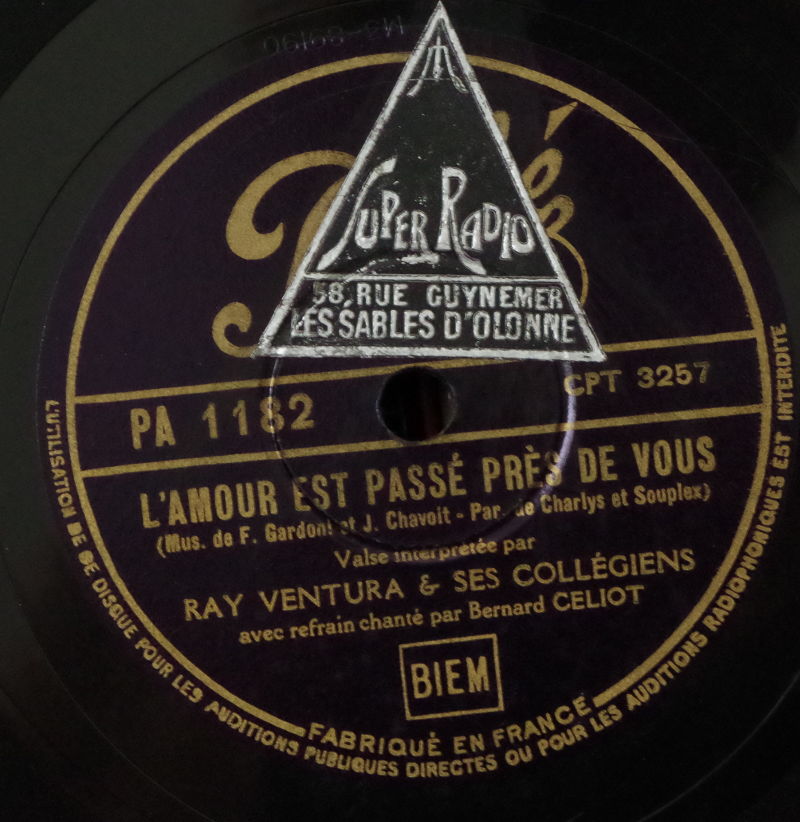 SUPER RADIO
58, RUE GUYNEMER
LES SABLES D'OLONNE
PA 1182
CPT 3257
L'AMOUR EST PASSÉ PRÈS DE VOUS
(Mus. de F. Gardoni et J. Chavoit - Par. de Charlys et Souplex)
Valse interprétée par
RAY VENTURA & SES COLLÉGIENS
avec refrain chanté par Bernard CELIOT
BIEM
FABRIQUÉ EN FRANCE
L'UTILISATION DE CE DISQUE POUR LES AUDITIONS PUBLIQUES DIRECTES OU POUR LES AUDITIONS RADIOPHONIQUES EST INTERDITE